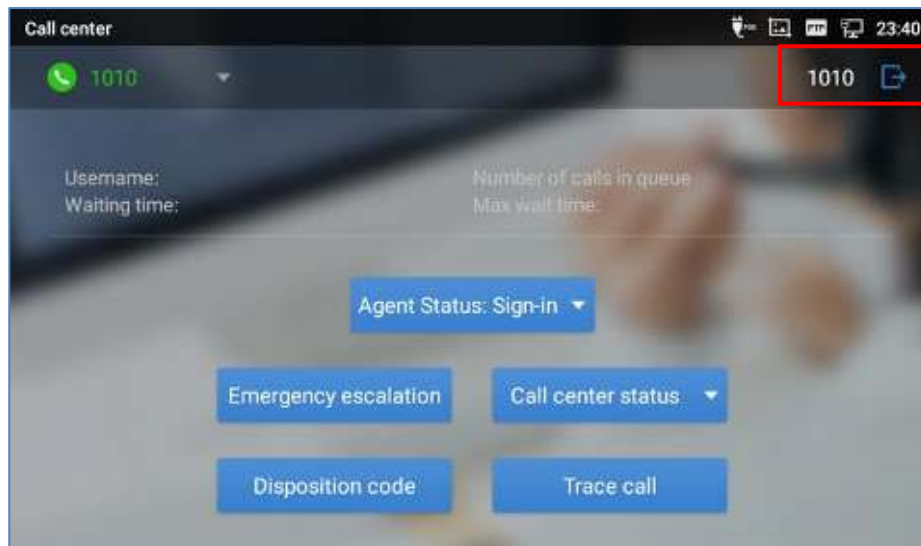 Call center
23:40
1010
1010
Username:
Number of calls in queue
Waiting time:
Max wait time:
Agent Status: Sign-in
Emergency escalation
Call center status
Disposition code
Trace call